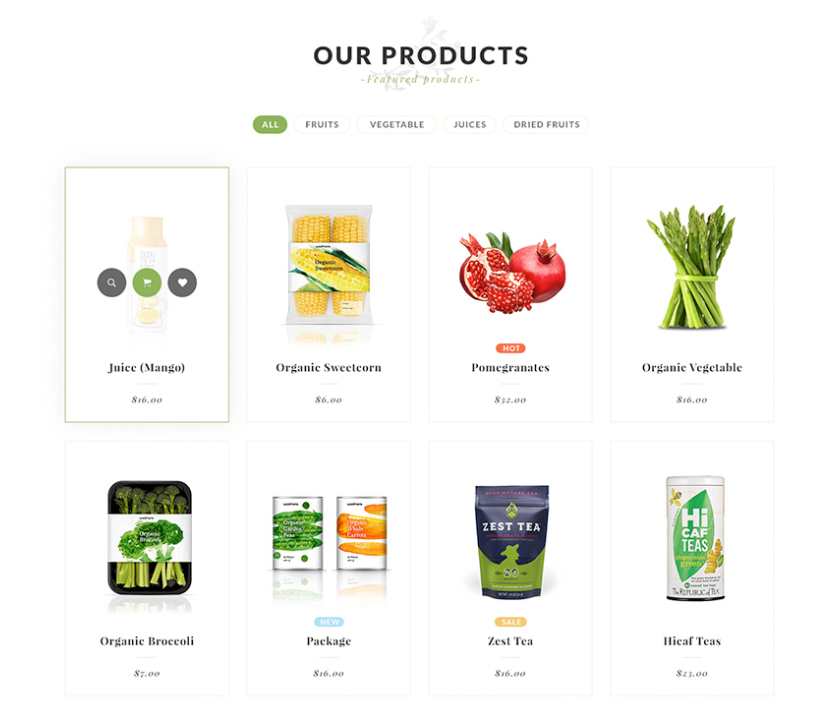 OUR PRODUCTS
-Featured products-
ALL
FRUITS
VEGETABLE
JUICES
DRIED FRUITS
Organic
Sweetcorn
HOT
Juice (Mango)
Organic Sweetcorn
Pomegranates
Organic Vegetable
$16.00
$6.00
$32.00
$16.00
Organic
Broccoli
Organic
Garden
Peas
Organic
Whole
Carrots
ZEST TEA
Hi
CAF
TEAS
green
THE REPUBLIC of TEA
NEW
SALE
Organic Broccoli
Package
Zest Tea
Hicaf Teas
$7.00
$16.00
$16.00
$23.00